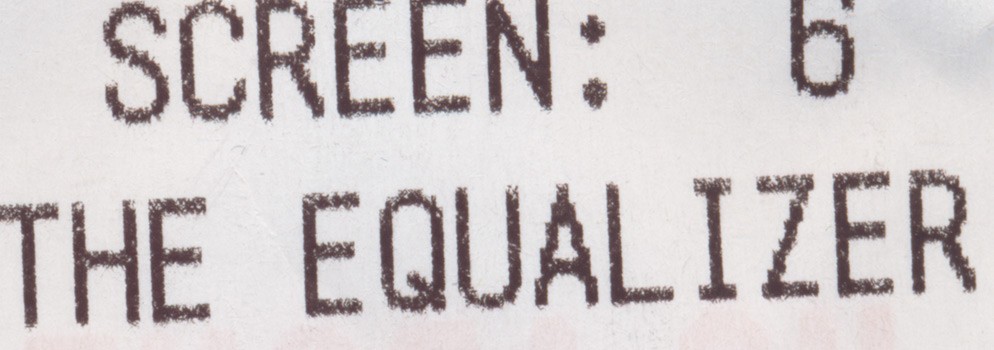 SCREEN: 6
THE EQUALIZER